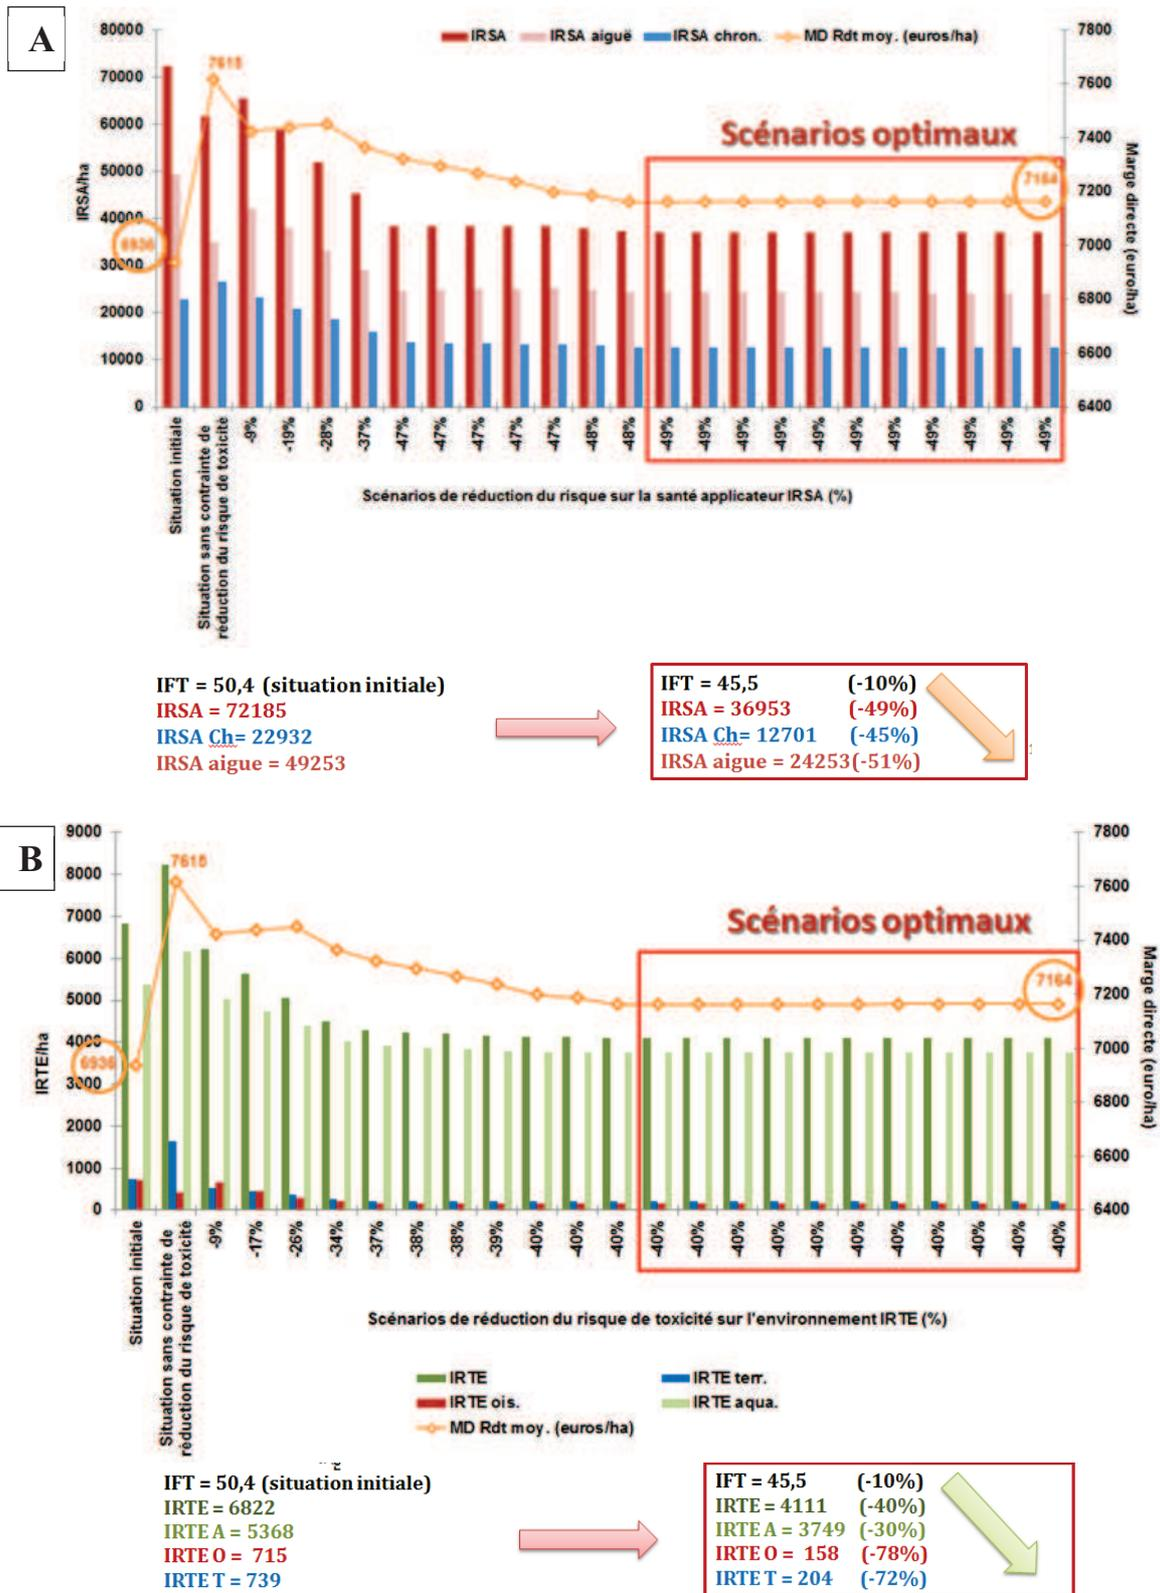 A
IRSA IRSA aiguë IRSA chron. MD Rdt moy. (euros/ha)
80000
70000
60000
50000
40000
30000
20000
10000
0
IRSA/ha
7800
7600
7400
7200
7000
6800
6600
6400
Marge directe (euro/ha)
6936
7615
Scénarios optimaux
7164
Situation initiale
Situation sans contrainte de
réduction du risque de toxicité
-9% -19% -28% -37% -47% -47% -47% -47% -47% -48% -48% -49% -49% -49% -49% -49% -49% -49% -49% -49% -49% -49%
Scénarios de réduction du risque sur la santé applicateur IRSA (%)
IFT = 50,4 (situation initiale)
IRSA = 72185
IRSA Ch= 22932
IRSA aigue = 49253
IFT = 45,5 (-10%)
IRSA = 36953 (-49%)
IRSA Ch= 12701 (-45%)
IRSA aigue = 24253(-51%)
B
9000
8000
7000
6000
5000
4000
3000
2000
1000
0
IRTE/ha
7800
7600
7400
7200
7000
6800
6600
6400
Marge directe (euro/ha)
6936
7615
Scénarios optimaux
7164
Situation initiale
Situation sans contrainte de
réduction du risque de toxicité
-9% -17% -26% -34% -37% -38% -38% -39% -40% -40% -40% -40% -40% -40% -40% -40% -40% -40% -40% -40% -40% -40%
Scénarios de réduction du risque de toxicité sur l'environnement IRTE (%)
IRTE IRTE terr.
IRTE ois. IRTE aqua.
MD Rdt moy. (euros/ha)
IFT = 50,4 (situation initiale)
IRTE = 6822
IRTE A = 5368
IRTE O = 715
IRTE T = 739
IFT = 45,5 (-10%)
IRTE = 4111 (-40%)
IRTE A = 3749 (-30%)
IRTE O = 158 (-78%)
IRTE T = 204 (-72%)